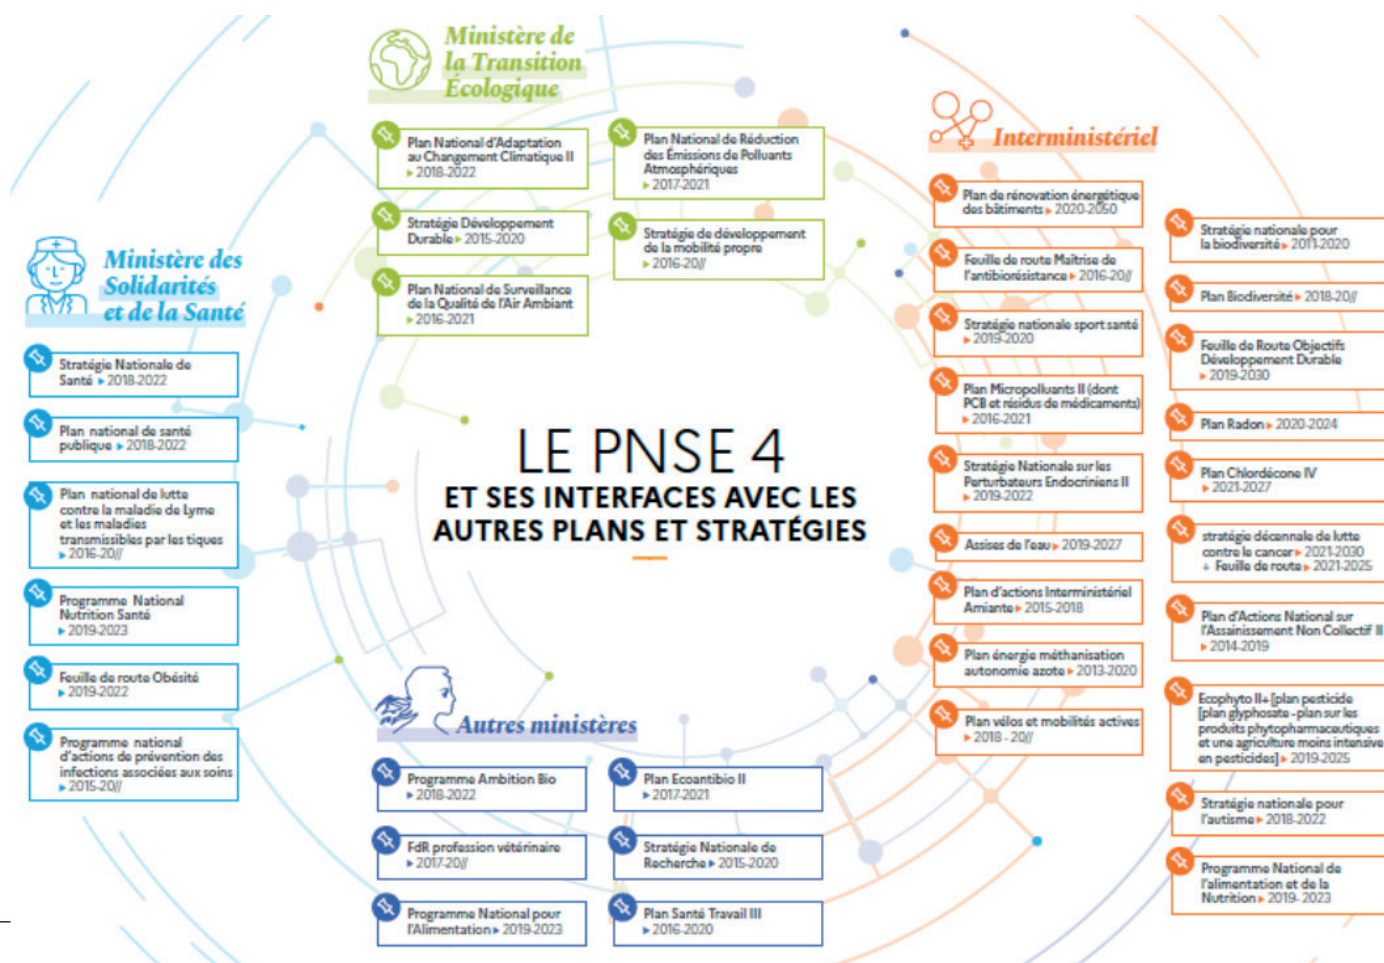 Ministère de
la Transition
Écologique
Plan National d'Adaptation
au Changement Climatique II
▸ 2018-2022
Stratégie Développement
Durable ▸ 2015-2020
Plan National de Surveillance
de la Qualité de l'Air Ambiant
▸ 2016-2021
Plan National de Réduction
des Émissions de Polluants
Atmosphériques
▸ 2017-2021
Stratégie de développement
de la mobilité propre
▸ 2016-20//
Ministère des
Solidarités
et de la Santé
Stratégie Nationale de
Santé ▸ 2018-2022
Plan national de santé
publique ▸ 2018-2022
Plan national de lutte
contre la maladie de Lyme
et les maladies
transmissibles par les tiques
▸ 2016-20//
Programme National
Nutrition Santé
▸ 2019-2023
Feuille de route Obésité
▸ 2019-2022
Programme national
d'actions de prévention des
infections associées aux soins
▸ 2015-20//
LE PNSE 4
ET SES INTERFACES AVEC LES
AUTRES PLANS ET STRATÉGIES
Autres ministères
Programme Ambition Bio
▸ 2018-2022
FdR profession vétérinaire
▸ 2017-20//
Programme National pour
l'Alimentation ▸ 2019-2023
Plan Ecoantibio II
▸ 2017-2021
Stratégie Nationale de
Recherche ▸ 2015-2020
Plan Santé Travail III
▸ 2016-2020
Interministériel
Plan de rénovation énergétique
des bâtiments ▸ 2020-2050
Feuille de route Maîtrise de
l'antibiorésistance ▸ 2016-20//
Stratégie nationale sport santé
▸ 2019-2020
Plan Micropolluants II (dont
PCB et résidus de médicaments)
▸ 2016-2021
Stratégie Nationale sur les
Perturbateurs Endocriniens II
▸ 2019-2022
Assises de l'eau ▸ 2019-2027
Plan d'actions Interministériel
Amiante ▸ 2015-2018
Plan énergie méthanisation
autonomie azote ▸ 2013-2020
Plan vélos et mobilités actives
▸ 2018 - 20//
Stratégie nationale pour
la biodiversité ▸ 2011-2020
Plan Biodiversité ▸ 2018-20//
Feuille de Route Objectifs
Développement Durable
▸ 2019-2030
Plan Radon ▸ 2020-2024
Plan Chlordécone IV
▸ 2021-2027
stratégie décennale de lutte
contre le cancer ▸ 2021-2030
+ Feuille de route ▸ 2021-2025
Plan d'Actions National sur
l'Assainissement Non Collectif II
▸ 2014-2019
Ecophyto II+ [plan pesticide
[plan glyphosate - plan sur les
produits phytopharmaceutiques
et une agriculture moins intensive
en pesticides] ▸ 2019-2025
Stratégie nationale pour
l'autisme ▸ 2018-2022
Programme National de
l'alimentation et de la
Nutrition ▸ 2019- 2023